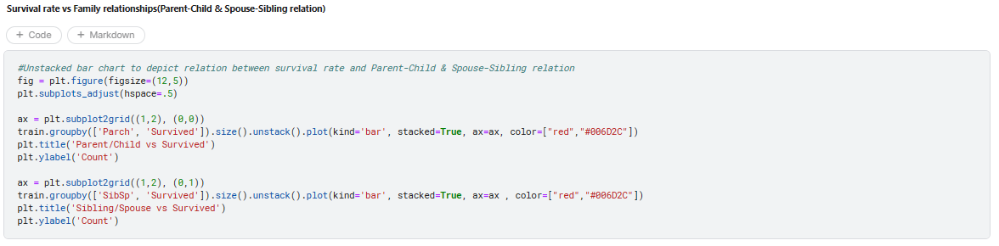 Survival rate vs Family relationships(Parent-Child & Spouse-Sibling relation)
+ Code + Markdown
#Unstacked bar chart to depict relation between survival rate and Parent-Child & Spouse-Sibling relation
fig = plt.figure(figsize=(12,5))
plt.subplots_adjust(hspace=.5)
ax = plt.subplot2grid((1,2), (0,0))
train.groupby(['Parch', 'Survived']).size().unstack().plot(kind='bar', stacked=True, ax=ax, color=["red","#006D2C"])
plt.title('Parent/Child vs Survived')
plt.ylabel('Count')
ax = plt.subplot2grid((1,2), (0,1))
train.groupby(['SibSp', 'Survived']).size().unstack().plot(kind='bar', stacked=True, ax=ax , color=["red","#006D2C"])
plt.title('Sibling/Spouse vs Survived')
plt.ylabel('Count')